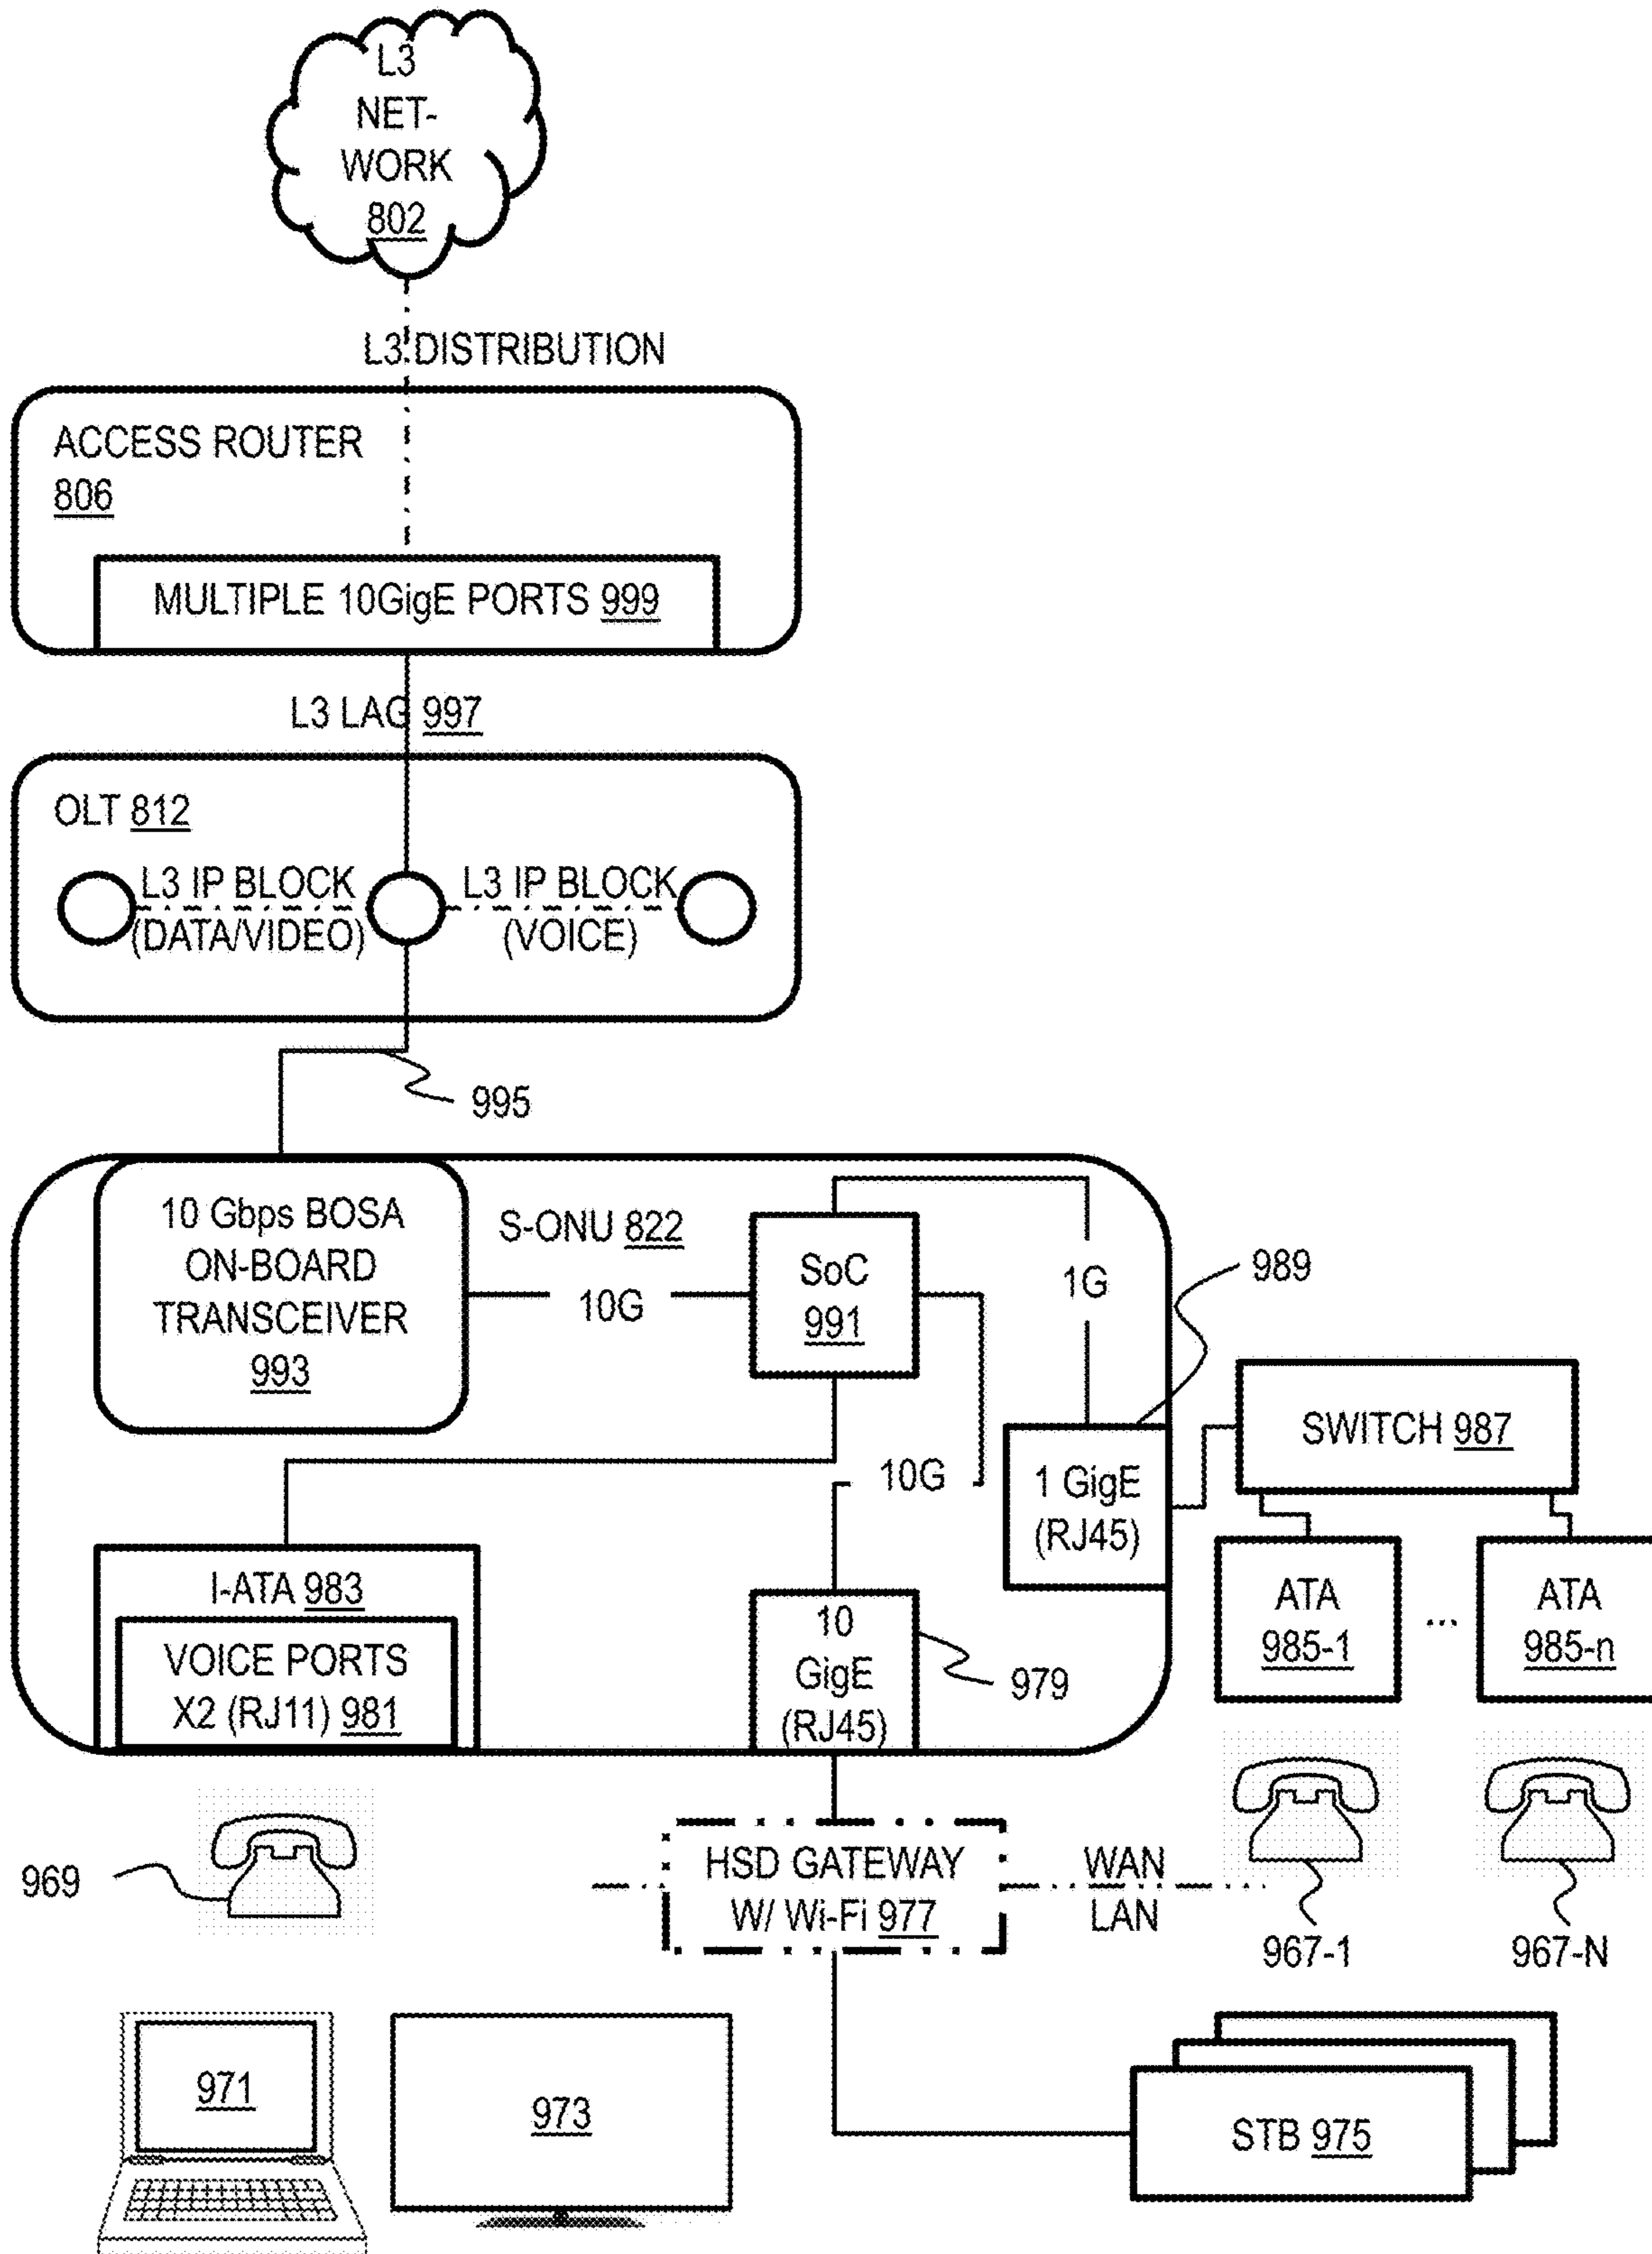 L3
NET-
WORK
802
L3 DISTRIBUTION
ACCESS ROUTER
806
MULTIPLE 10GigE PORTS 999
L3 LAG 997
OLT 812
L3 IP BLOCK
(DATA/VIDEO)
L3 IP BLOCK
(VOICE)
995
10 Gbps BOSA
ON-BOARD
TRANSCEIVER
993
S-ONU 822
10G
SoC
991
1G
989
10G
1 GigE
(RJ45)
SWITCH 987
ATA
985-1
...
ATA
985-n
I-ATA 983
VOICE PORTS
X2 (RJ11) 981
10
GigE
(RJ45)
979
969
HSD GATEWAY
W/ Wi-Fi 977
WAN
LAN
967-1
967-N
971
973
STB 975